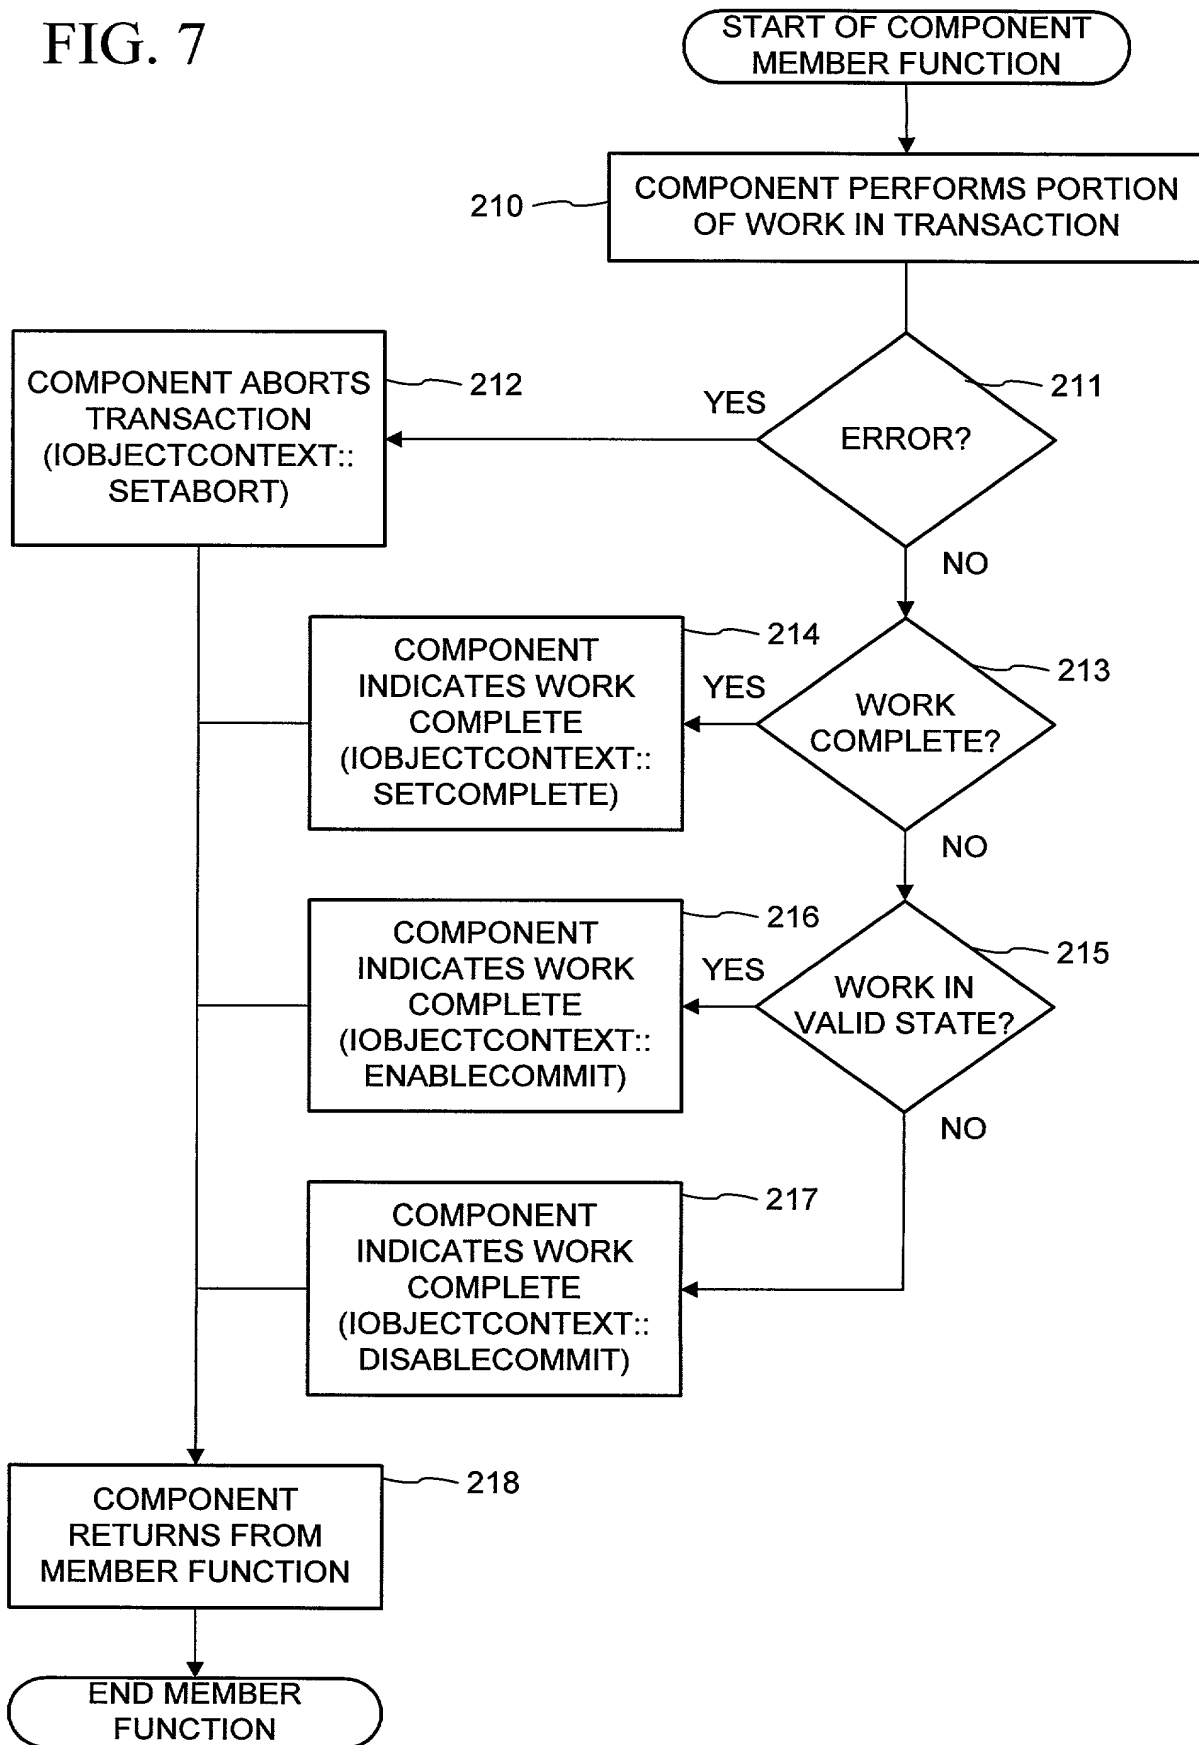 FIG. 7
START OF COMPONENT
MEMBER FUNCTION
COMPONENT PERFORMS PORTION
OF WORK IN TRANSACTION
210
ERROR?
211
YES
NO
COMPONENT ABORTS
TRANSACTION
(IOBJECTCONTEXT::
SETABORT)
212
WORK
COMPLETE?
213
YES
NO
COMPONENT
INDICATES WORK
COMPLETE
(IOBJECTCONTEXT::
SETCOMPLETE)
214
WORK IN
VALID STATE?
215
YES
NO
COMPONENT
INDICATES WORK
COMPLETE
(IOBJECTCONTEXT::
ENABLECOMMIT)
216
COMPONENT
INDICATES WORK
COMPLETE
(IOBJECTCONTEXT::
DISABLECOMMIT)
217
COMPONENT
RETURNS FROM
MEMBER FUNCTION
218
END MEMBER
FUNCTION